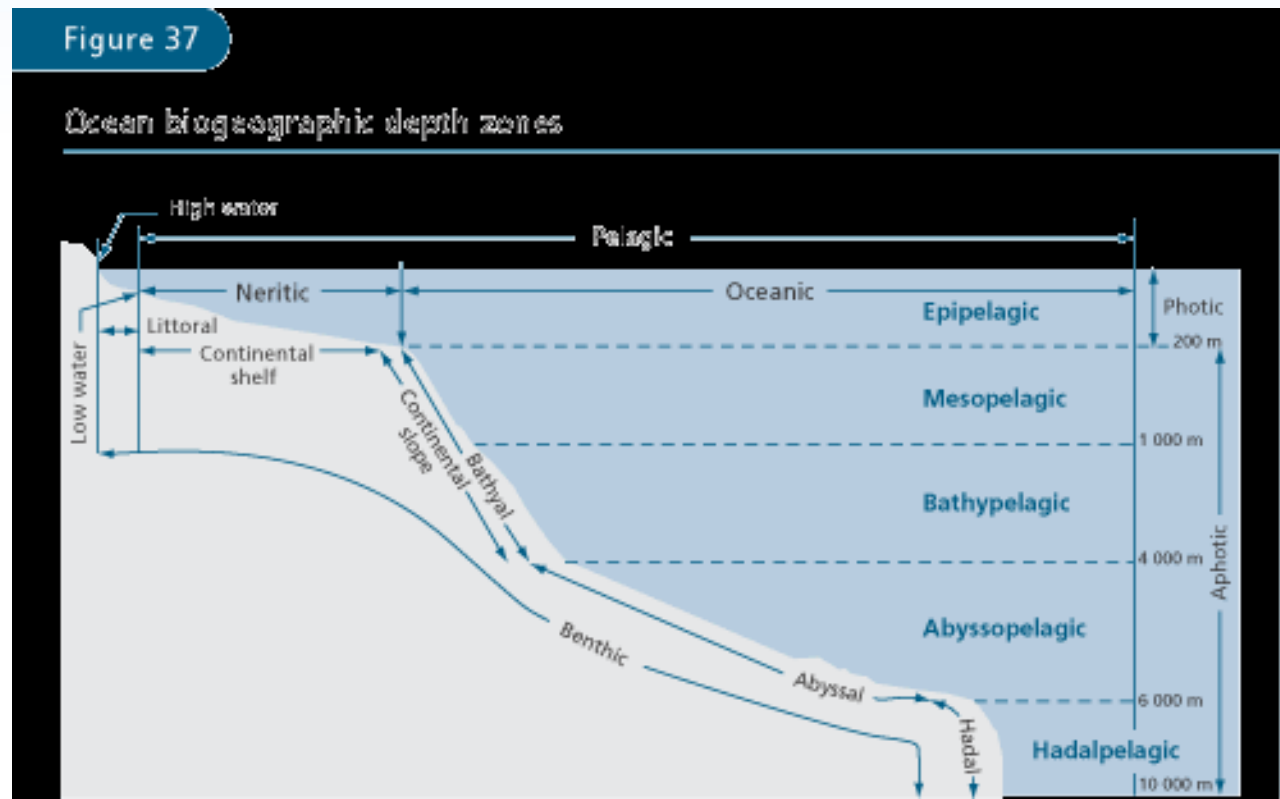 Figure 37
Ocean biogeographic depth zones
High water
Pelagic
Neritic
Oceanic
Epipelagic
Photic
200 m
Littoral
Low water
Continental
shelf
Continental
slope
Bathyal
Mesopelagic
1 000 m
Bathypelagic
Aphotic
4 000 m
Abyssopelagic
Benthic
Abyssal
6 000 m
Hadal
Hadalpelagic
10 000 m